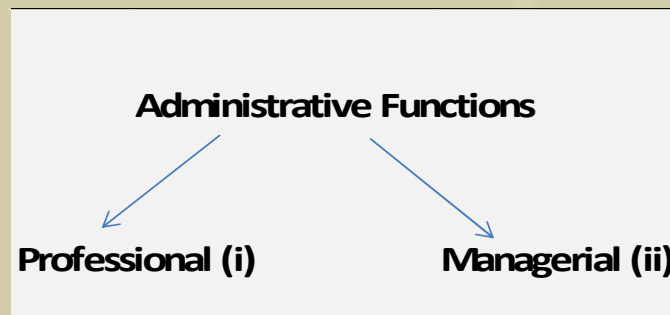 Administrative Functions
Professional (i) Managerial (ii)